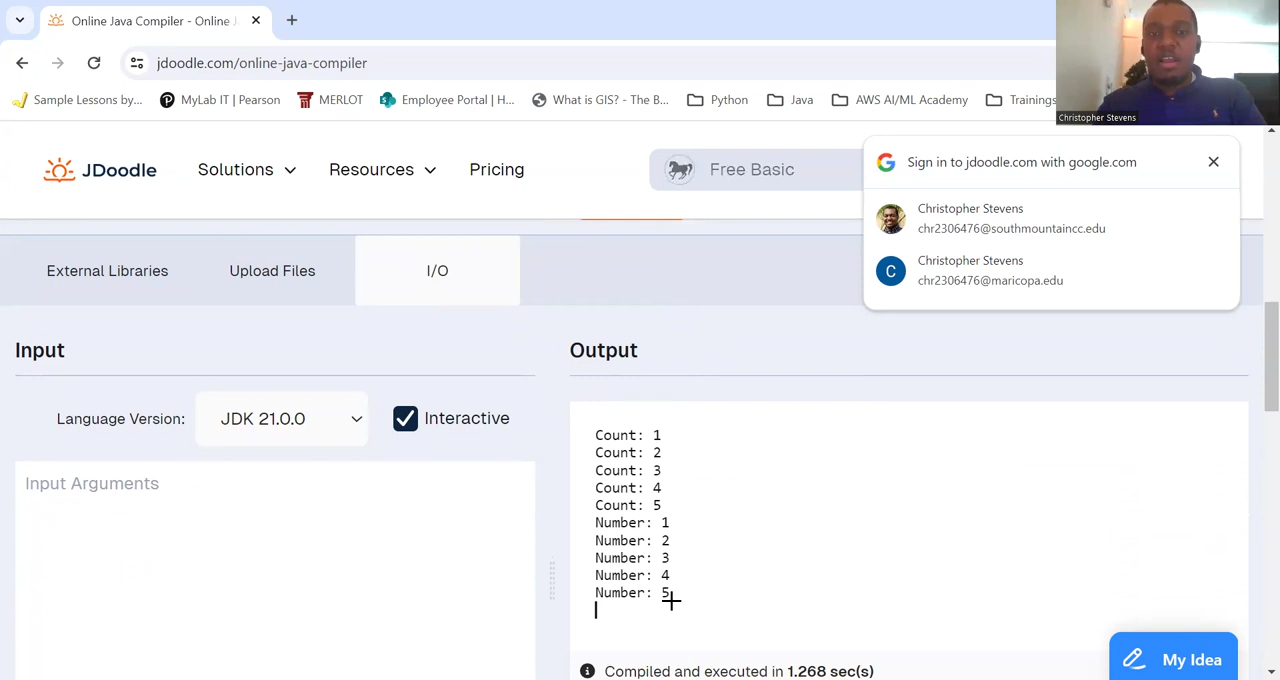 Online Java Compiler - Online J
jdoodle.com/online-java-compiler
Sample Lessons by...
MyLab IT | Pearson
MERLOT
Employee Portal | H...
What is GIS? - The B...
Python
Java
AWS AI/ML Academy
Trainings
Christopher Stevens
JDoodle
Solutions
Resources
Pricing
Free Basic
Sign in to jdoodle.com with google.com
Christopher Stevens
chr2306476@southmountaincc.edu
C
Christopher Stevens
chr2306476@maricopa.edu
External Libraries
Upload Files
I/O
Input
Output
Language Version:
JDK 21.0.0
Interactive
Input Arguments
Count: 1
Count: 2
Count: 3
Count: 4
Count: 5
Number: 1
Number: 2
Number: 3
Number: 4
Number: 5
Compiled and executed in 1.268 sec(s)
My Idea